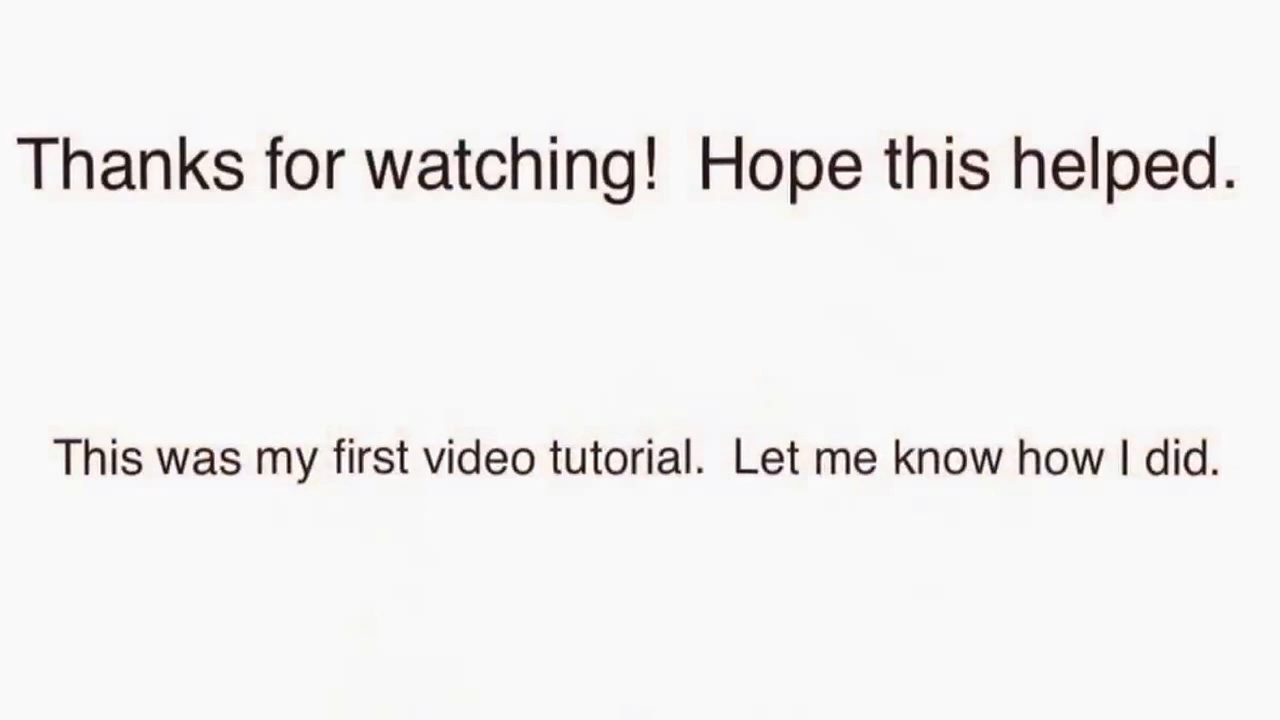 Thanks for watching!  Hope this helped.
This was my first video tutorial.  Let me know how I did.